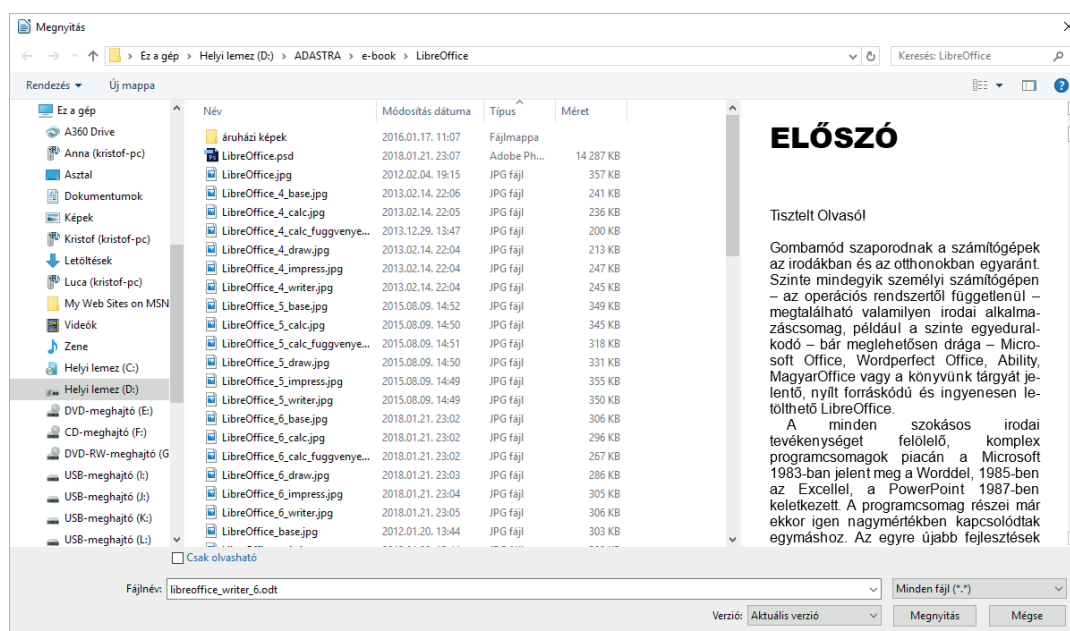 Megnyitás
Ez a gép > Helyi lemez (D:) > ADASTRA > e-book > LibreOffice
Keresés: LibreOffice
Rendezés
Új mappa
Ez a gép
A360 Drive
Anna (kristof-pc)
Asztal
Dokumentumok
Képek
Kristof (kristof-pc)
Letöltések
Luca (kristof-pc)
My Web Sites on MSN
Videók
Zene
Helyi lemez (C:)
Helyi lemez (D:)
DVD-meghajtó (E:)
CD-meghajtó (F:)
DVD-RW-meghajtó (G
USB-meghajtó (I:)
USB-meghajtó (J:)
USB-meghajtó (K:)
USB-meghajtó (L:)
Név Módosítás dátuma Típus Méret
áruházi képek 2016.01.17. 11:07 Fájlmappa
LibreOffice.psd 2018.01.21. 23:07 Adobe Ph... 14 287 KB
LibreOffice.jpg 2012.02.04. 19:15 JPG fájl 357 KB
LibreOffice_4_base.jpg 2013.02.14. 22:06 JPG fájl 241 KB
LibreOffice_4_calc.jpg 2013.02.14. 22:05 JPG fájl 236 KB
LibreOffice_4_calc_fuggvenye... 2013.12.29. 13:47 JPG fájl 200 KB
LibreOffice_4_draw.jpg 2013.02.14. 22:04 JPG fájl 213 KB
LibreOffice_4_impress.jpg 2013.02.14. 22:04 JPG fájl 247 KB
LibreOffice_4_writer.jpg 2013.02.14. 22:04 JPG fájl 245 KB
LibreOffice_5_base.jpg 2015.08.09. 14:52 JPG fájl 349 KB
LibreOffice_5_calc.jpg 2015.08.09. 14:50 JPG fájl 345 KB
LibreOffice_5_calc_fuggvenye... 2015.08.09. 14:51 JPG fájl 318 KB
LibreOffice_5_draw.jpg 2015.08.09. 14:50 JPG fájl 331 KB
LibreOffice_5_impress.jpg 2015.08.09. 14:49 JPG fájl 355 KB
LibreOffice_5_writer.jpg 2015.08.09. 14:49 JPG fájl 350 KB
LibreOffice_6_base.jpg 2018.01.21. 23:02 JPG fájl 306 KB
LibreOffice_6_calc.jpg 2018.01.21. 23:02 JPG fájl 296 KB
LibreOffice_6_calc_fuggvenye... 2018.01.21. 23:02 JPG fájl 267 KB
LibreOffice_6_draw.jpg 2018.01.21. 23:03 JPG fájl 286 KB
LibreOffice_6_impress.jpg 2018.01.21. 23:04 JPG fájl 305 KB
LibreOffice_6_writer.jpg 2018.01.21. 23:05 JPG fájl 306 KB
LibreOffice_base.jpg 2012.01.20. 13:44 JPG fájl 303 KB
ELŐSZÓ
Tisztelt Olvasó!
Gombamód szaporodnak a számítógépek
az irodákban és az otthonokban egyaránt.
Szinte mindegyik személyi számítógépen
– az operációs rendszertől függetlenül –
megtalálható valamilyen irodai alkalma-
záscsomag, például a szinte egyedural-
kodó – bár meglehetősen drága – Micro-
soft Office, Wordperfect Office, Ability,
MagyarOffice vagy a könyvünk tárgyát je-
lentő, nyílt forráskódú és ingyenesen le-
tölthető LibreOffice.
A minden szokásos irodai
tevékenységet felölelő, komplex
programcsomagok piacán a Microsoft
1983-ban jelent meg a Worddel, 1985-ben
az Excellel, a PowerPoint 1987-ben
keletkezett. A programcsomag részei már
ekkor igen nagymértékben kapcsolódtak
egymáshoz. Az egyre újabb fejlesztések
Csak olvasható
Fájlnév: libreoffice_writer_6.odt
Minden fájl (*.*)
Verzió: Aktuális verzió
Megnyitás
Mégse